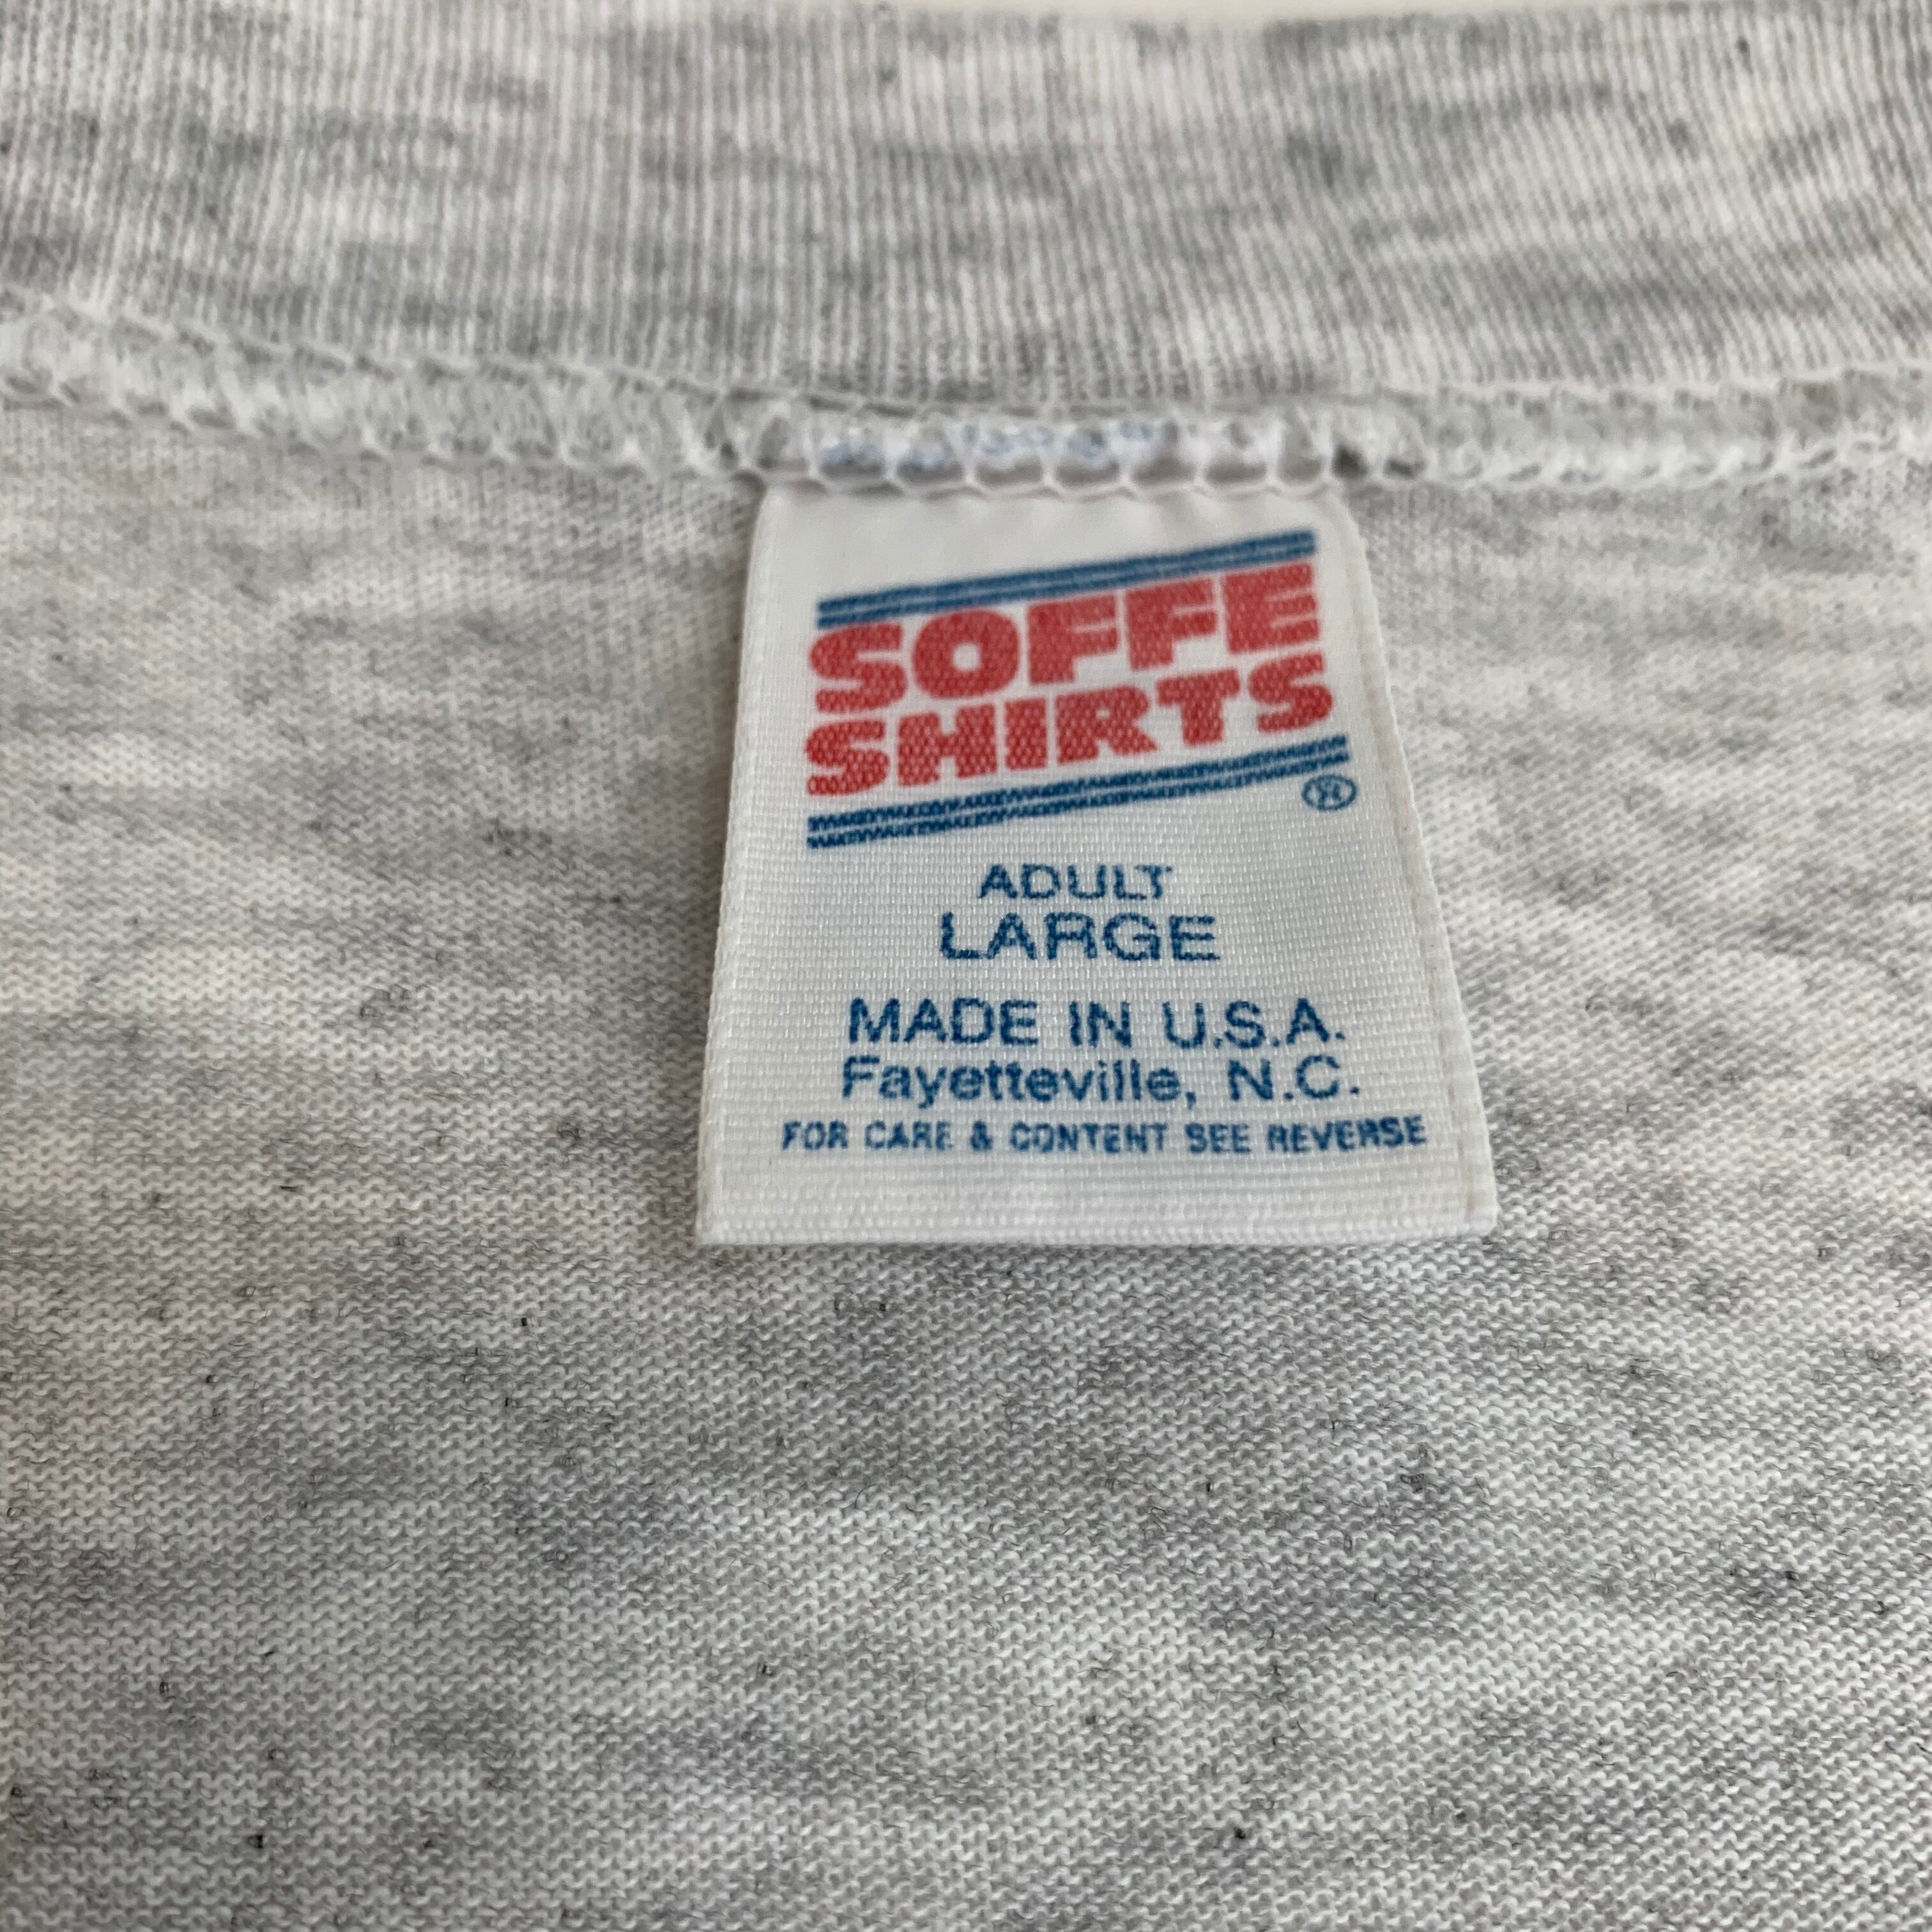 SOFFE
SHIRTS
®
ADULT
LARGE
MADE IN U.S.A.
Fayetteville, N.C.
FOR CARE & CONTENT SEE REVERSE